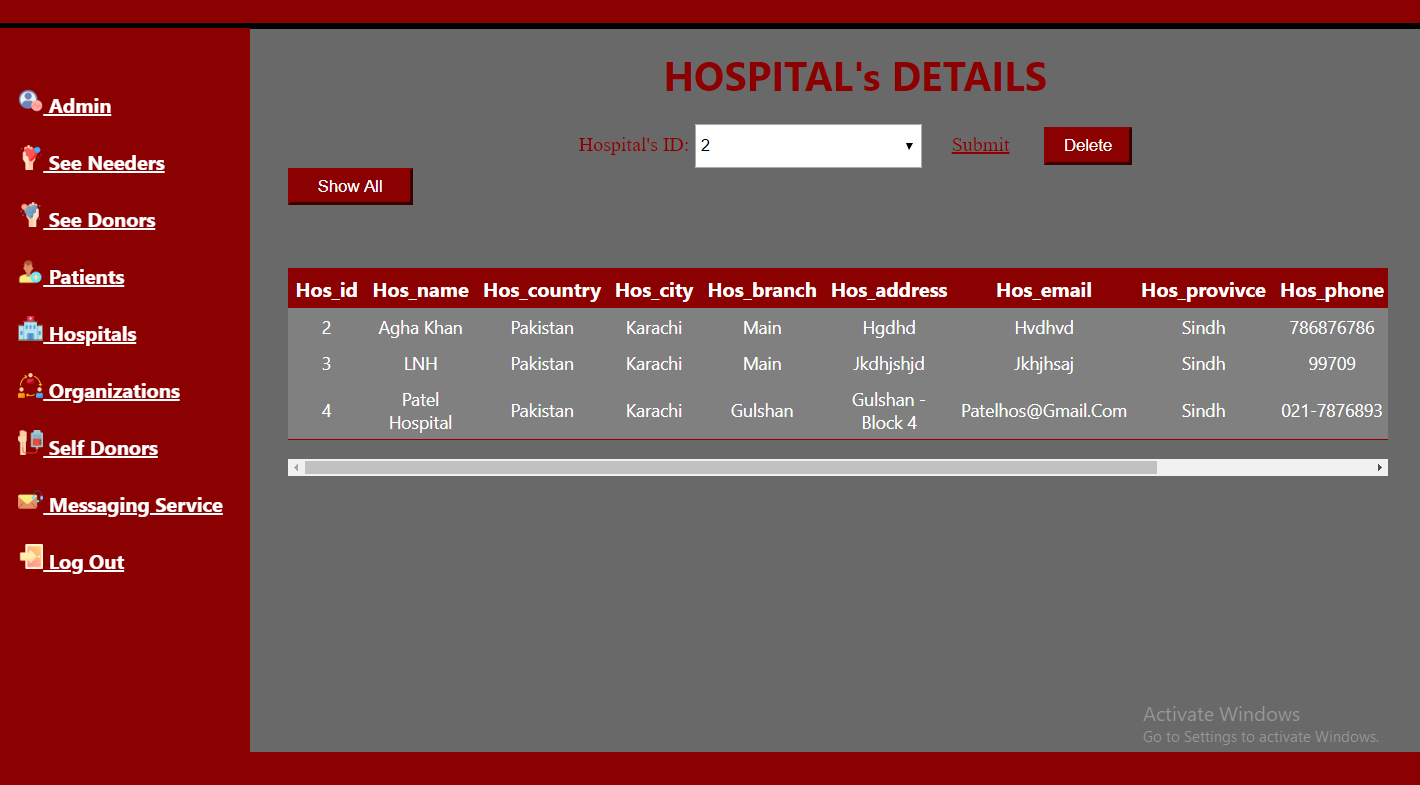 HOSPITAL's DETAILS
Hospital's ID: 2 Submit Delete
Show All
Admin
See Needers
See Donors
Patients
Hospitals
Organizations
Self Donors
Messaging Service
Log Out
Hos_id Hos_name Hos_country Hos_city Hos_branch Hos_address Hos_email Hos_provivce Hos_phone
2 Agha Khan Pakistan Karachi Main Hgdhd Hvdhvd Sindh 786876786
3 LNH Pakistan Karachi Main Jkdhjshjd Jkhjhsaj Sindh 99709
4 Patel Hospital Pakistan Karachi Gulshan Gulshan - Block 4 Patelhos@Gmail.Com Sindh 021-7876893
Activate Windows
Go to Settings to activate Windows.